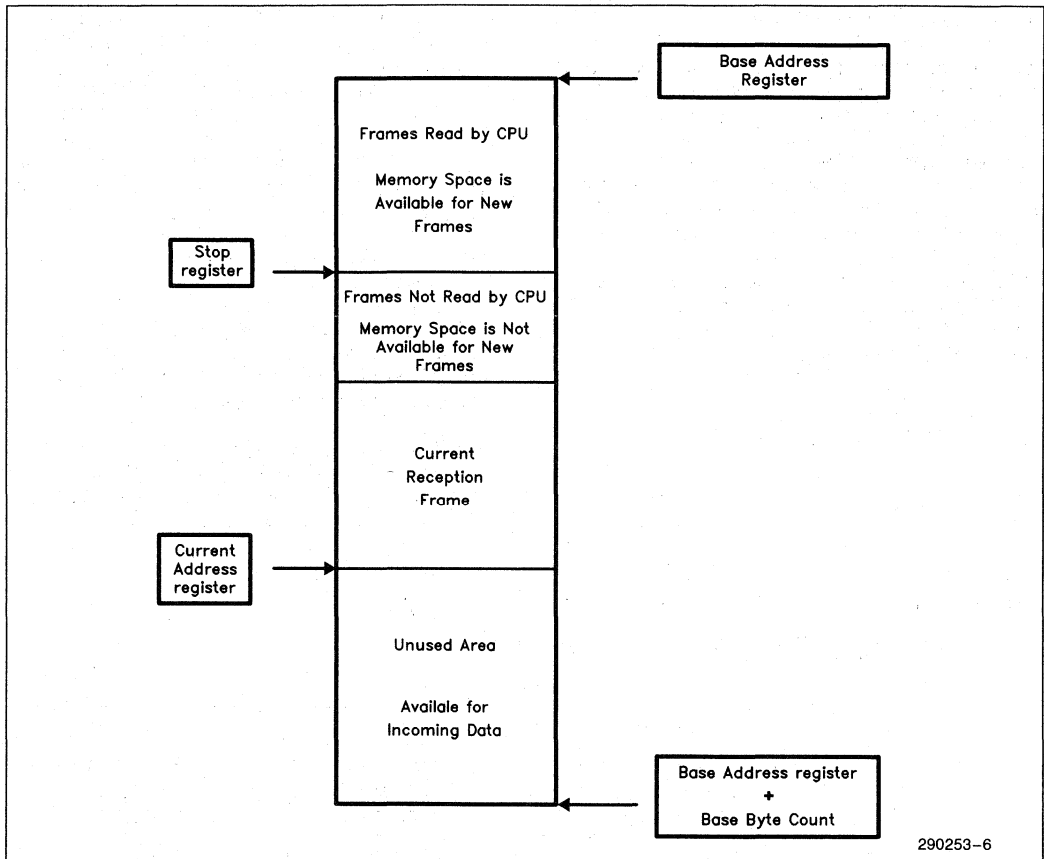 Base Address
Register
Frames Read by CPU
Memory Space is
Available for New
Frames
Stop
register
Frames Not Read by CPU
Memory Space is Not
Available for New
Frames
Current
Reception
Frame
Current
Address
register
Unused Area
Availale for
Incoming Data
Base Address register
+
Base Byte Count
290253-6